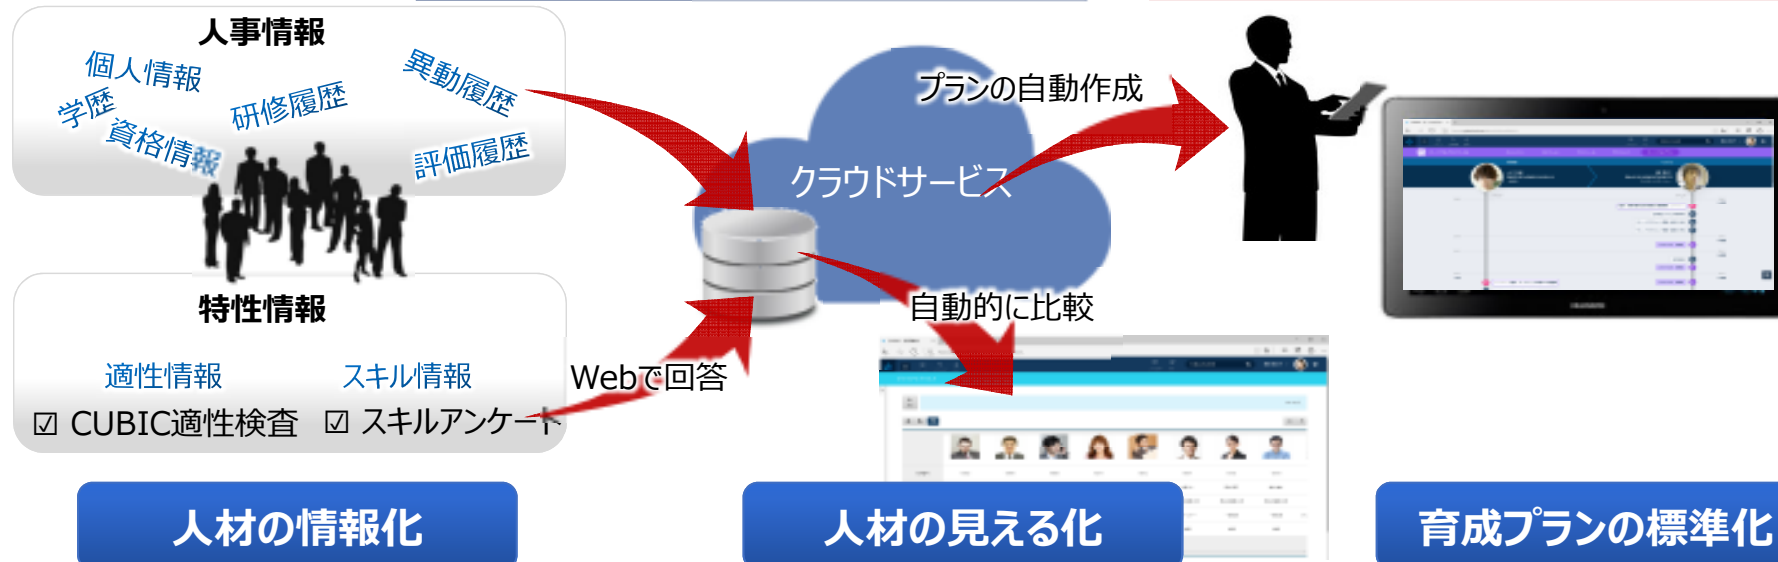 人事情報
個人情報
学歴
資格情報
研修履歴
異動履歴
評価履歴
特性情報
適性情報
スキル情報
☑ CUBIC適性検査
☑ スキルアンケート
Webで回答
クラウドサービス
プランの自動作成
自動的に比較
人材の情報化
人材の見える化
育成プランの標準化